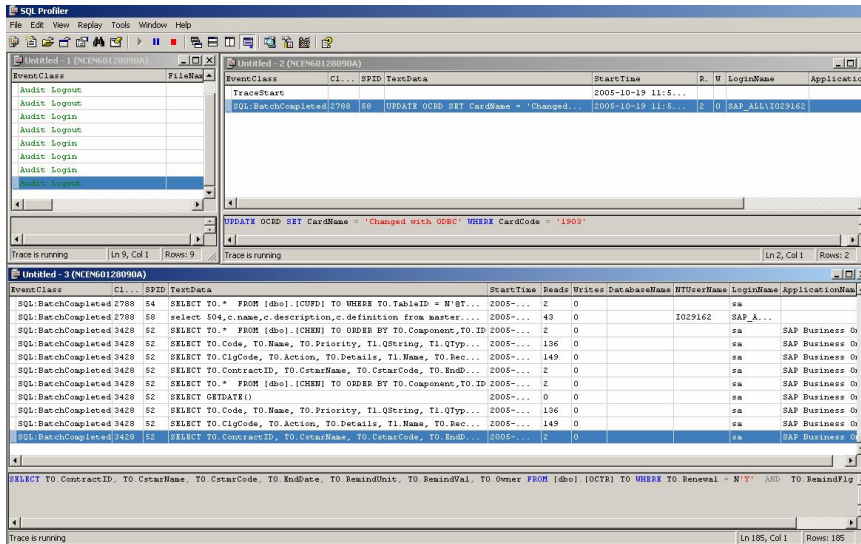 SQL Profiler
File Edit View Replay Tools Window Help
Untitled - 1 (NCEN60128090A)
EventClass FileNam
Audit Logout
Audit Logout
Audit Login
Audit Logout
Audit Login
Audit Login
Audit Login
Audit Logout
Trace is running Ln 9, Col 1 Rows: 9
Untitled - 2 (NCEN60128090A)
EventClass Cl... SPID TextData StartTime R. W LoginName Applicatio
TraceStart 2005-10-19 11:5...
SQL:BatchCompleted 2788 58 UPDATE OCRD SET CardName = 'Changed... 2005-10-19 11:5... 2 0 SAP_ALL\I029162
UPDATE OCRD SET CardName = 'Changed with ODBC' WHERE CardCode = '1903'
Trace is running Ln 2, Col 1 Rows: 2
Untitled - 3 (NCEN60128090A)
EventClass Cl... SPID TextData StartTime Reads Writes DatabaseName NTUserName LoginName ApplicationNam
SQL:BatchCompleted 2788 54 SELECT T0.* FROM [dbo].[CUFD] T0 WHERE T0.TableID = N'@T... 2005-... 2 0 sa
SQL:BatchCompleted 2788 58 select 504,c.name,c.description,c.definition from master.... 2005-... 43 0 I029162 SAP_A...
SQL:BatchCompleted 3428 52 SELECT T0.* FROM [dbo].[CHEN] T0 ORDER BY T0.Component,T0.ID 2005-... 2 0 sa SAP Business On
SQL:BatchCompleted 3428 52 SELECT T0.Code, T0.Name, T0.Priority, T1.QString, T1.QTyp... 2005-... 136 0 sa SAP Business On
SQL:BatchCompleted 3428 52 SELECT T0.ClgCode, T0.Action, T0.Details, T1.Name, T0.Rec... 2005-... 149 0 sa SAP Business On
SQL:BatchCompleted 3428 52 SELECT T0.ContractID, T0.CstmrName, T0.CstmrCode, T0.EndD... 2005-... 2 0 sa SAP Business On
SQL:BatchCompleted 3428 52 SELECT T0.* FROM [dbo].[CHEN] T0 ORDER BY T0.Component,T0.ID 2005-... 2 0 sa SAP Business On
SQL:BatchCompleted 3428 52 SELECT GETDATE() 2005-... 0 0 sa SAP Business On
SQL:BatchCompleted 3428 52 SELECT T0.Code, T0.Name, T0.Priority, T1.QString, T1.QTyp... 2005-... 136 0 sa SAP Business On
SQL:BatchCompleted 3428 52 SELECT T0.ClgCode, T0.Action, T0.Details, T1.Name, T0.Rec... 2005-... 149 0 sa SAP Business On
SQL:BatchCompleted 3428 52 SELECT T0.ContractID, T0.CstmrName, T0.CstmrCode, T0.EndD... 2005-... 2 0 sa SAP Business On
SELECT T0.ContractID, T0.CstmrName, T0.CstmrCode, T0.EndDate, T0.RemindUnit, T0.RemindVal, T0.Owner FROM [dbo].[OCTR] T0 WHERE T0.Renewal = N'Y' AND T0.RemindFlg
Trace is running Ln 185, Col 1 Rows: 185